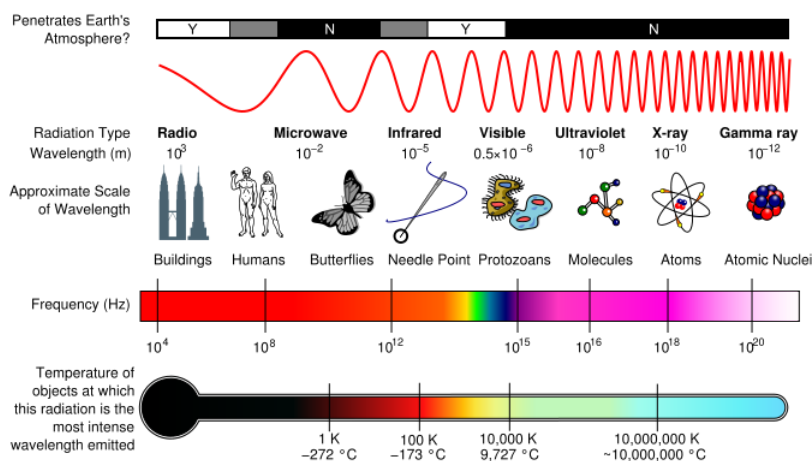 Penetrates Earth's
Atmosphere?
Y N Y N
Radiation Type
Radio Microwave Infrared Visible Ultraviolet X-ray Gamma ray
Wavelength (m)
10³ 10⁻² 10⁻⁵ 0.5×10⁻⁶ 10⁻⁸ 10⁻¹⁰ 10⁻¹²
Approximate Scale
of Wavelength
Buildings Humans Butterflies Needle Point Protozoans Molecules Atoms Atomic Nuclei
Frequency (Hz)
10⁴ 10⁸ 10¹² 10¹⁵ 10¹⁶ 10¹⁸ 10²⁰
Temperature of
objects at which
this radiation is the
most intense
wavelength emitted
1 K 100 K 10,000 K 10,000,000 K
−272 °C −173 °C 9,727 °C ~10,000,000 °C